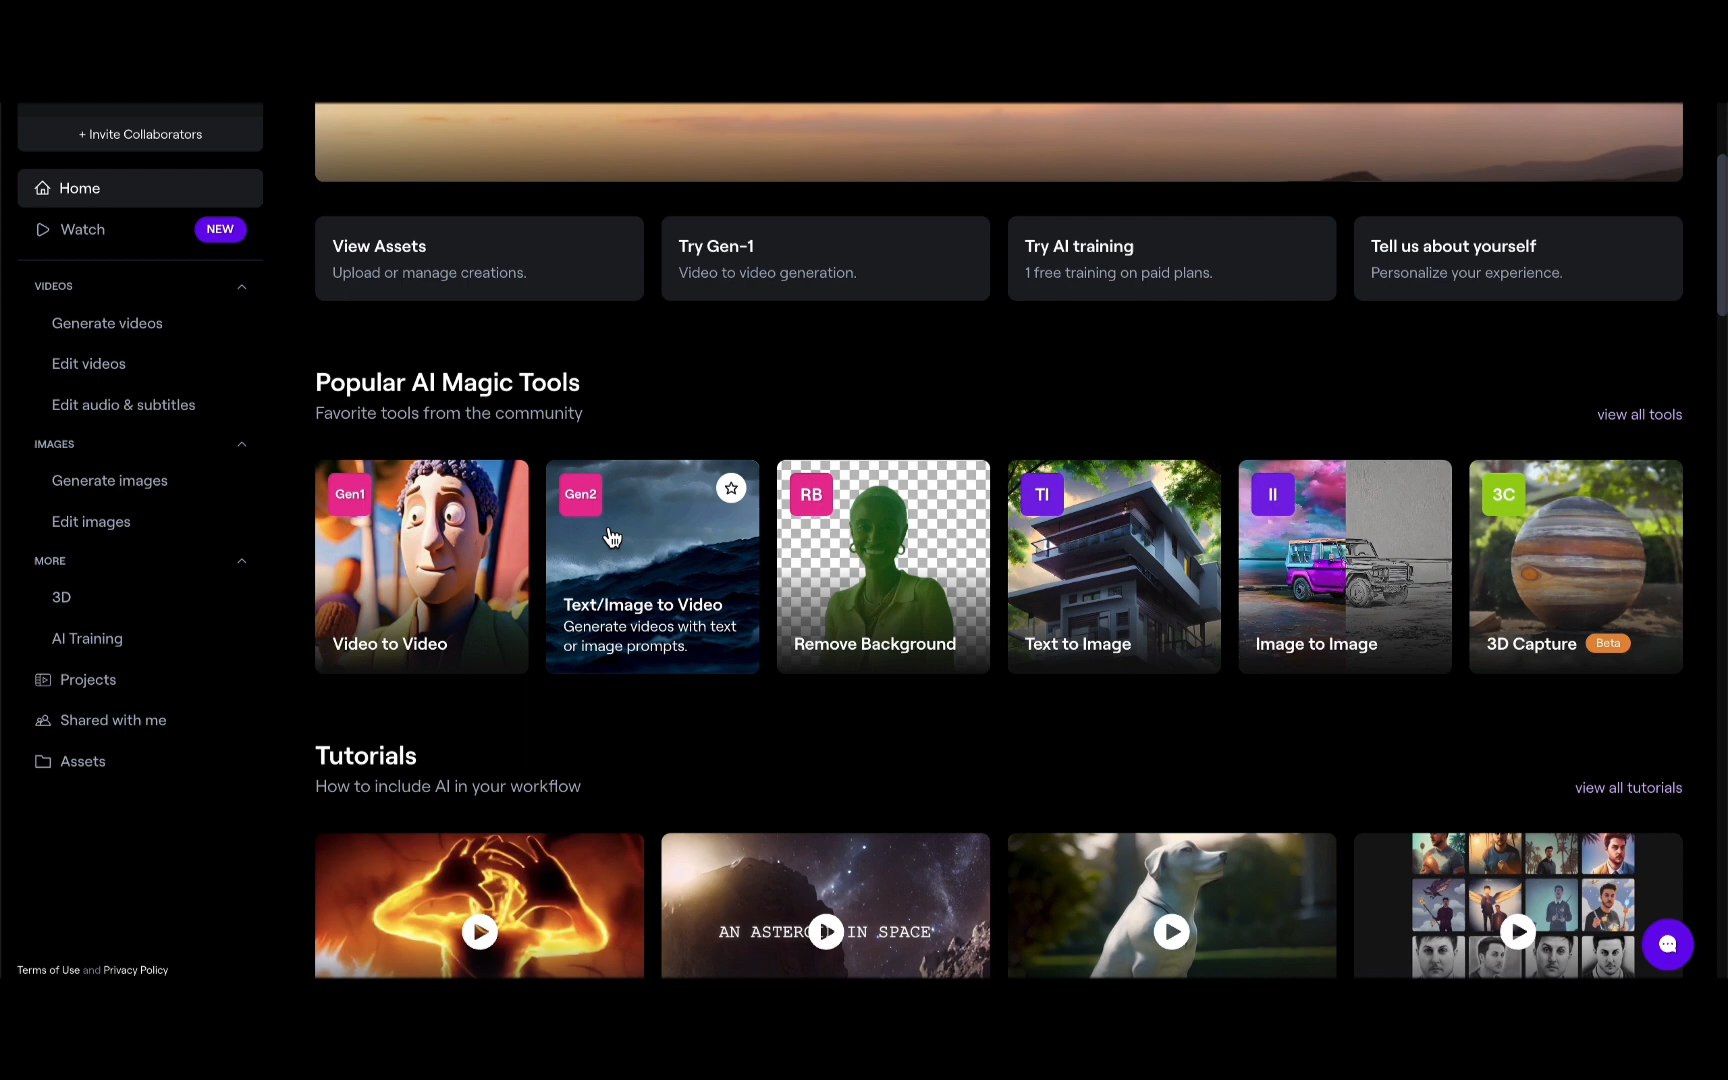 + Invite Collaborators
Home
Watch
NEW
VIDEOS
Generate videos
Edit videos
Edit audio & subtitles
IMAGES
Generate images
Edit images
MORE
3D
AI Training
Projects
Shared with me
Assets
Terms of Use and Privacy Policy
View Assets
Upload or manage creations.
Try Gen-1
Video to video generation.
Try AI training
1 free training on paid plans.
Tell us about yourself
Personalize your experience.
Popular AI Magic Tools
Favorite tools from the community
view all tools
Gen1
Video to Video
Gen2
Text/Image to Video
Generate videos with text
or image prompts.
RB
Remove Background
TI
Text to Image
II
Image to Image
3C
3D Capture
Beta
Tutorials
How to include AI in your workflow
view all tutorials
AN IN SPACE